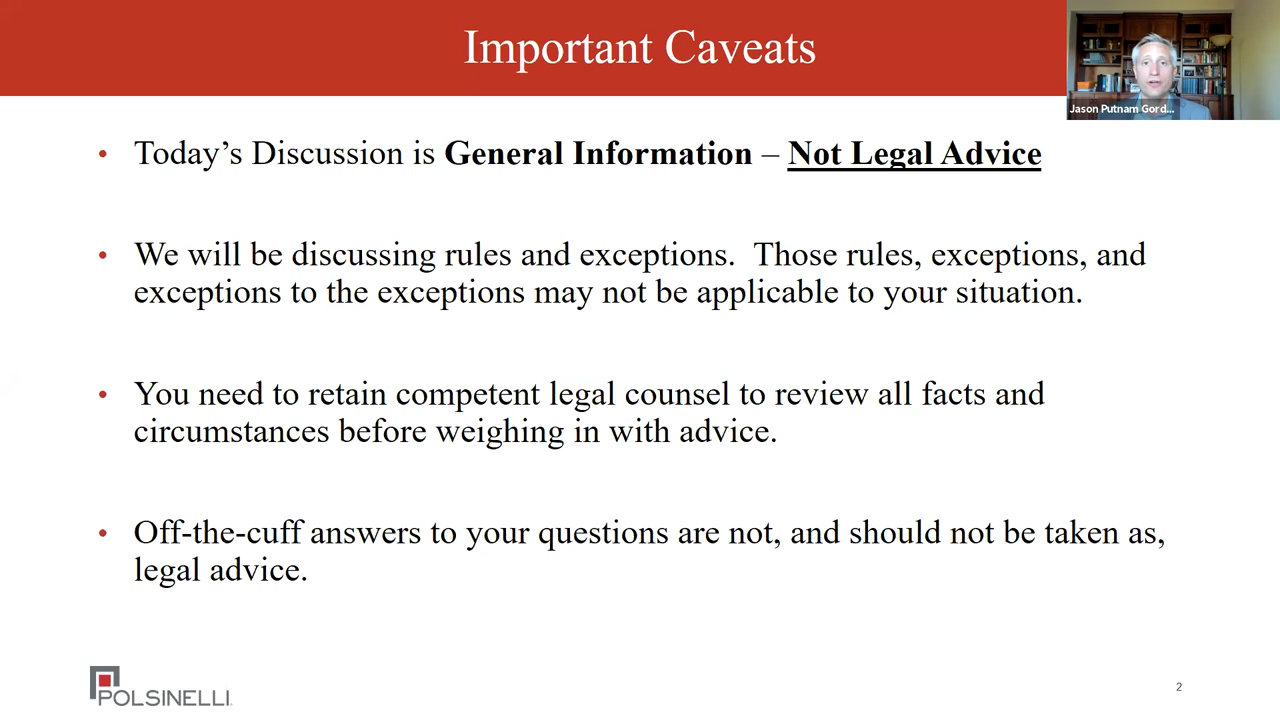 Important Caveats
Jason Putnam Gord...
• Today’s Discussion is General Information – Not Legal Advice
• We will be discussing rules and exceptions.  Those rules, exceptions, and
exceptions to the exceptions may not be applicable to your situation.
• You need to retain competent legal counsel to review all facts and
circumstances before weighing in with advice.
• Off-the-cuff answers to your questions are not, and should not be taken as,
legal advice.
POLSINELLI
2